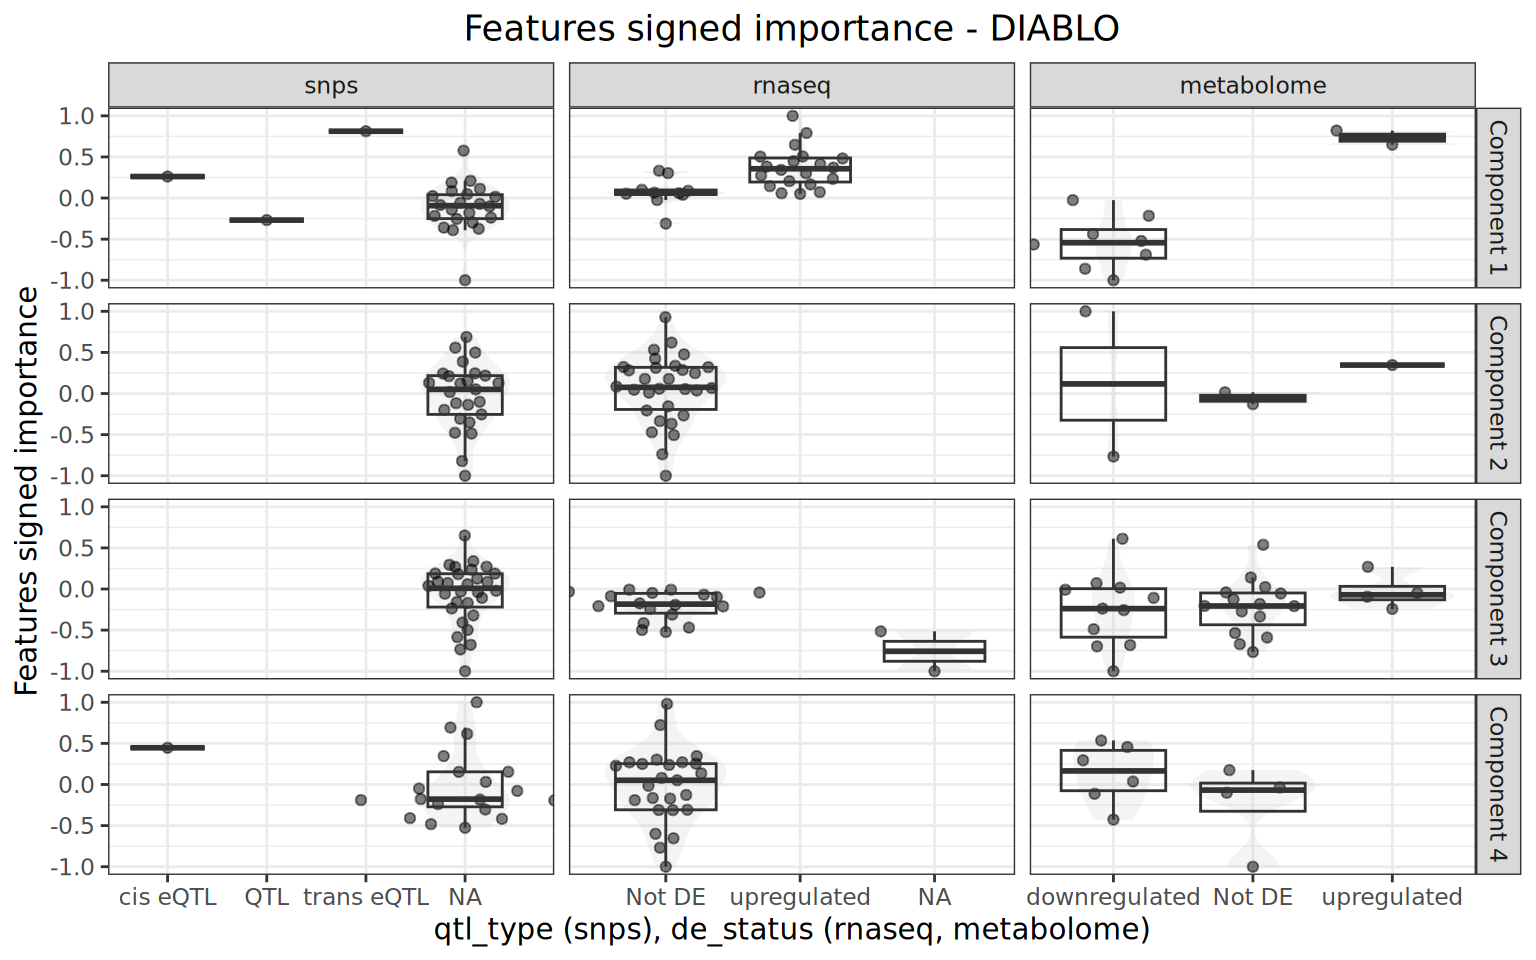 Features signed importance - DIABLO
snps
rnaseq
metabolome
Features signed importance
1.0
0.5
0.0
-0.5
-1.0
Component 1
1.0
0.5
0.0
-0.5
-1.0
Component 2
1.0
0.5
0.0
-0.5
-1.0
Component 3
1.0
0.5
0.0
-0.5
-1.0
Component 4
cis eQTL QTL trans eQTL NA
Not DE upregulated NA
downregulated Not DE upregulated
qtl_type (snps), de_status (rnaseq, metabolome)